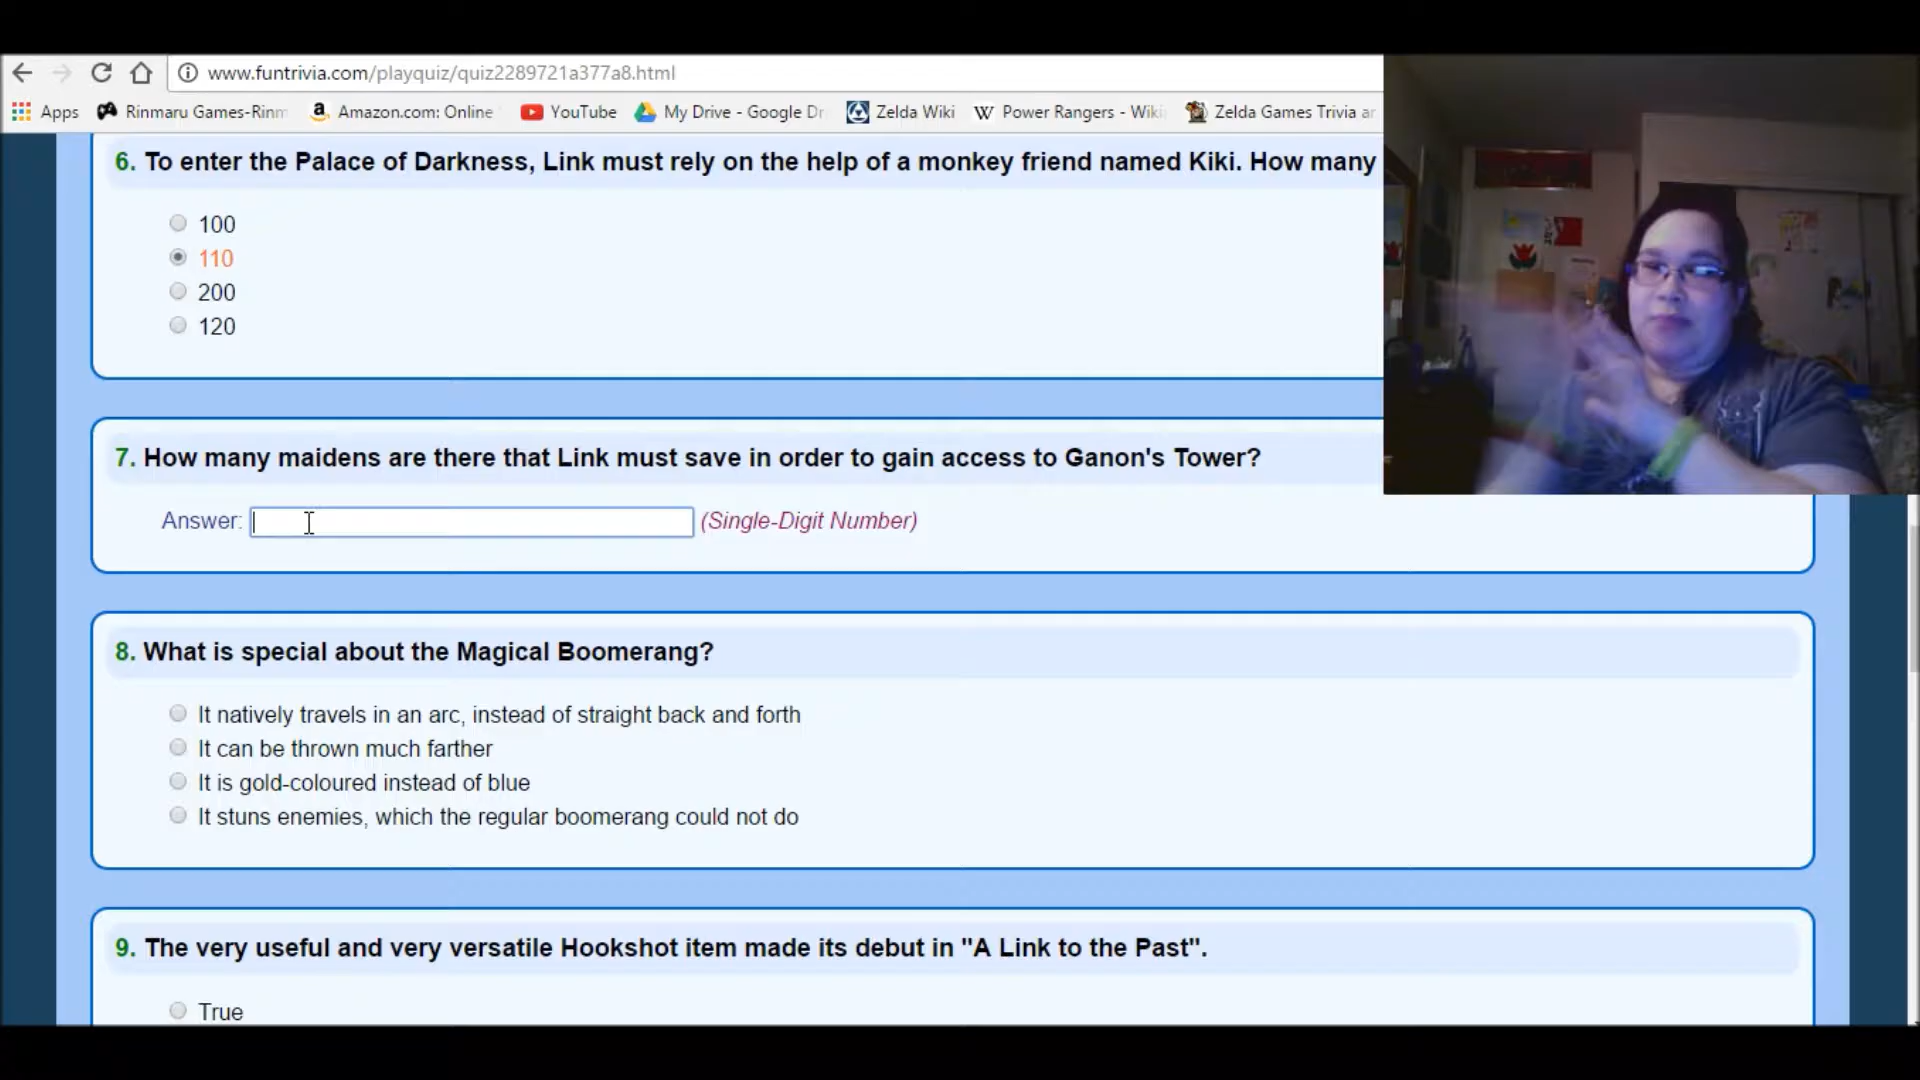 www.funtrivia.com/playquiz/quiz2289721a377a8.html
Apps Rinmaru Games-Rinm Amazon.com: Online YouTube My Drive - Google Dr Zelda Wiki Power Rangers - Wiki Zelda Games Trivia ar
6. To enter the Palace of Darkness, Link must rely on the help of a monkey friend named Kiki. How many
100
110
200
120
7. How many maidens are there that Link must save in order to gain access to Ganon's Tower?
Answer: (Single-Digit Number)
8. What is special about the Magical Boomerang?
It natively travels in an arc, instead of straight back and forth
It can be thrown much farther
It is gold-coloured instead of blue
It stuns enemies, which the regular boomerang could not do
9. The very useful and very versatile Hookshot item made its debut in "A Link to the Past".
True